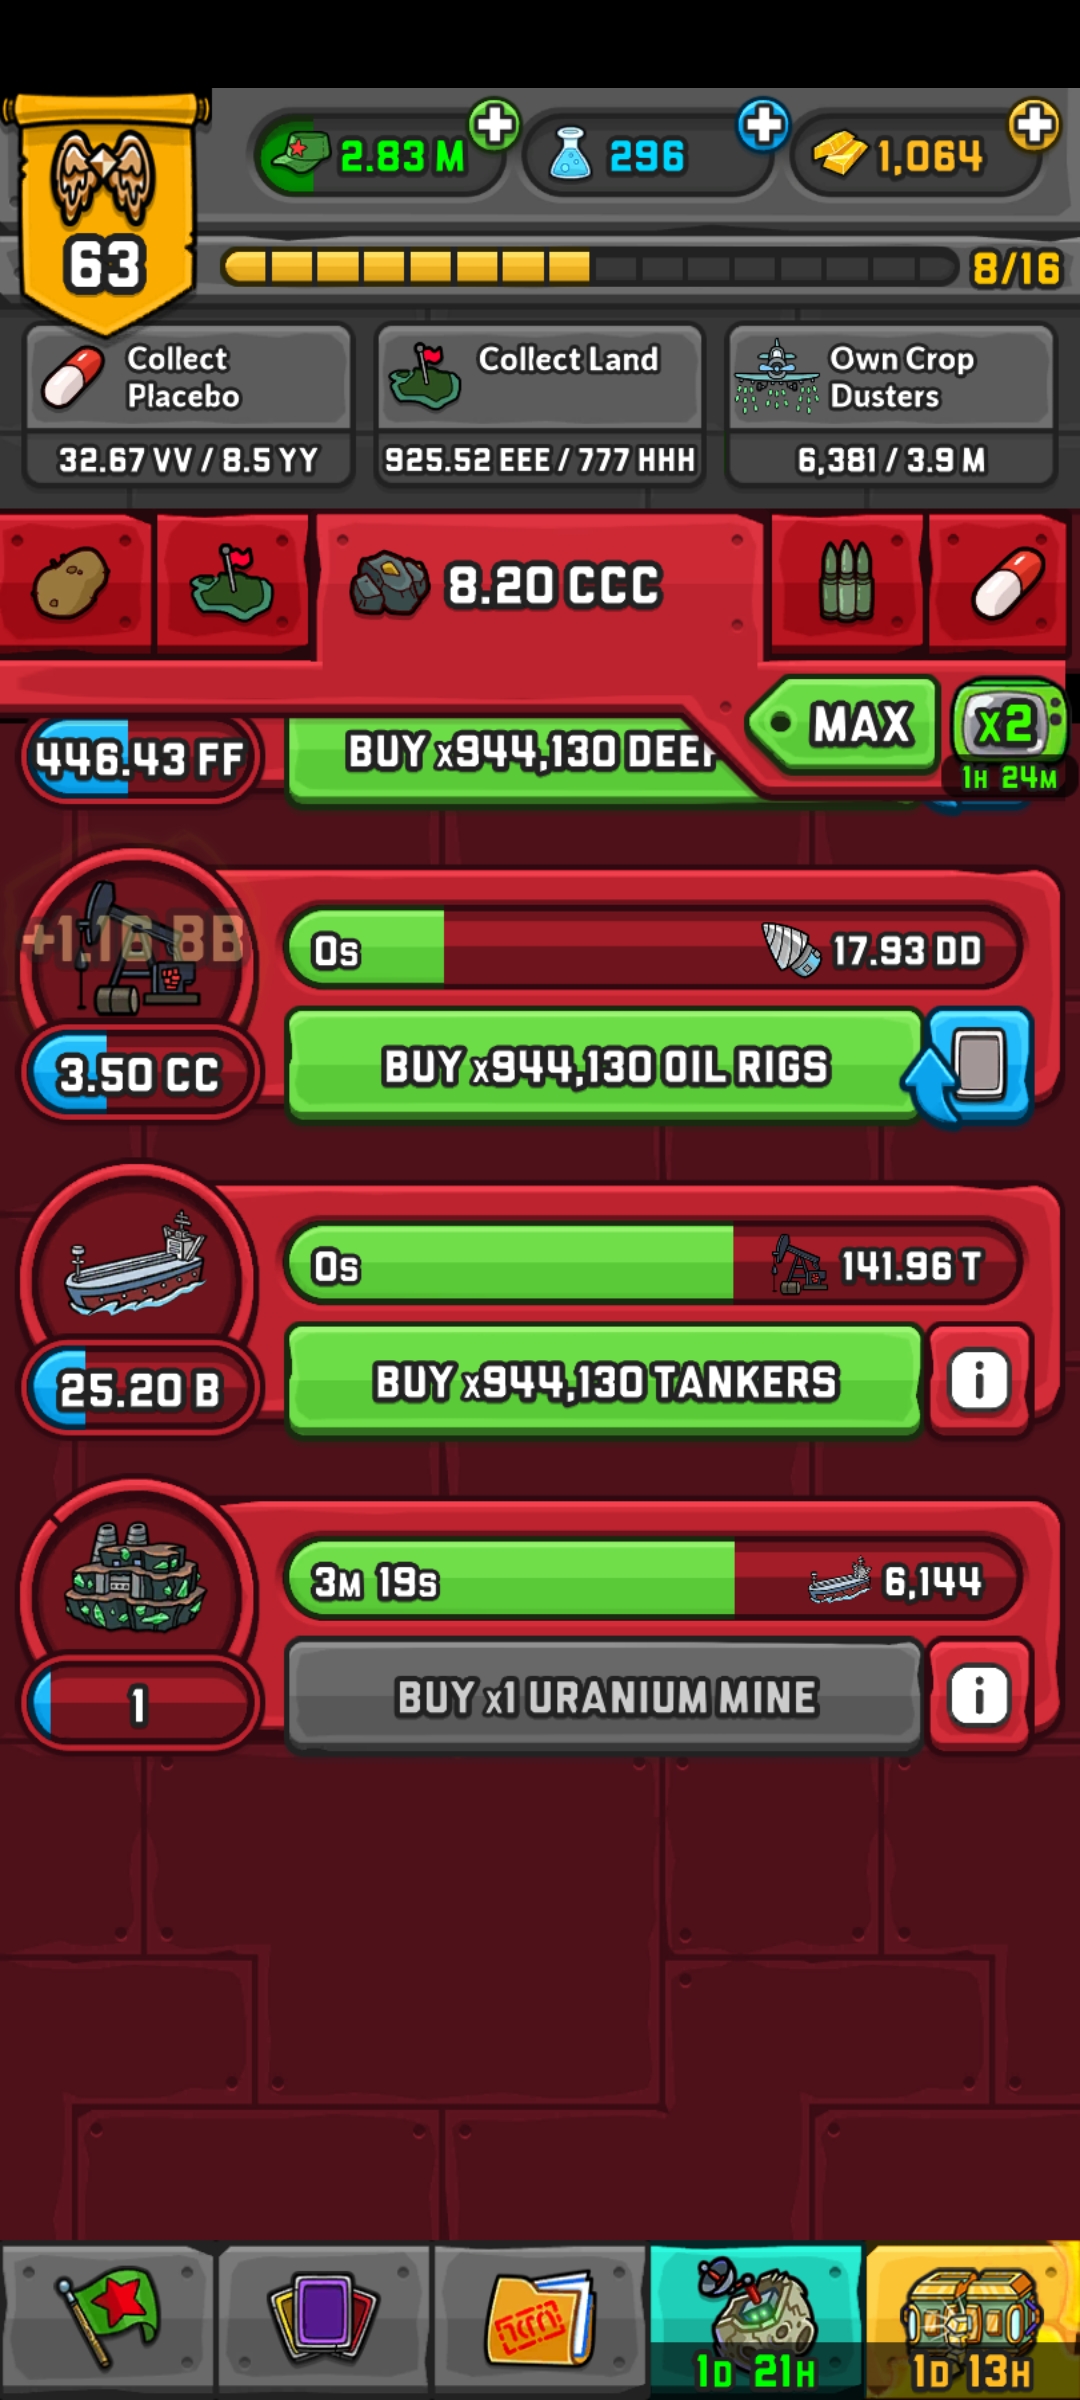 2.83 M
296
1,064
63
8/16
Collect
Placebo
32.67 VV / 8.5 YY
Collect Land
925.52 EEE / 777 HHH
Own Crop
Dusters
6,381 / 3.9 M
8.20 CCC
MAX
x2
1H 24M
446.43 FF
BUY x944,130 DEEP
+1.18 BB
0s
17.93 DD
3.50 CC
BUY x944,130 OIL RIGS
0s
141.96 T
25.20 B
BUY x944,130 TANKERS
i
3M 19s
6,144
1
BUY x1 URANIUM MINE
i
1D 21H
1D 13H